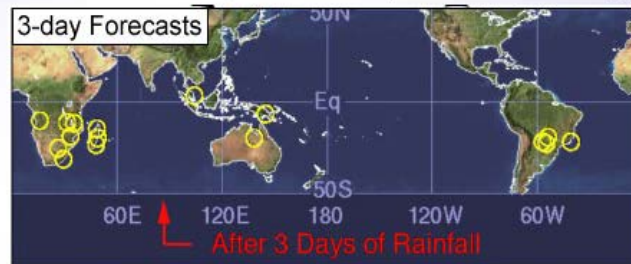 3-day Forecasts
50N
Eq
50S
60E 120E 180 120W 60W
After 3 Days of Rainfall